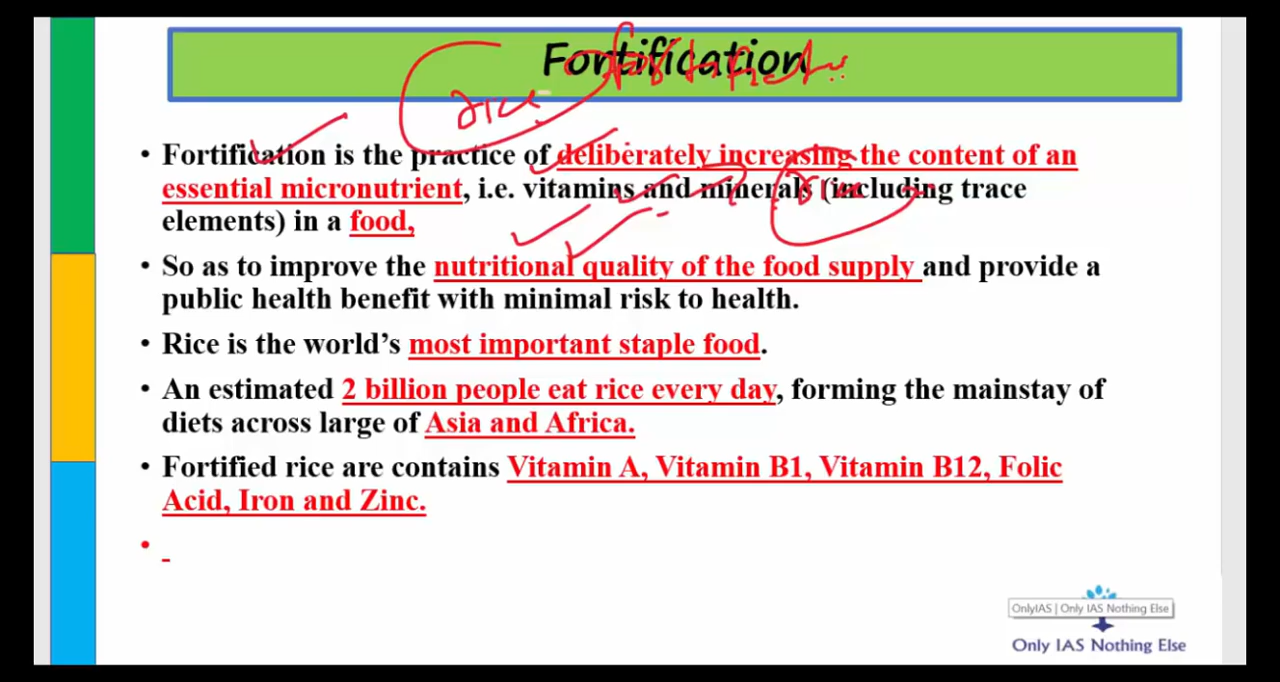 Fortification
rice fortification
• Fortification is the practice of deliberately increasing the content of an
essential micronutrient, i.e. vitamins and minerals (including trace
elements) in a food,
• So as to improve the nutritional quality of the food supply and provide a
public health benefit with minimal risk to health.
• Rice is the world’s most important staple food.
• An estimated 2 billion people eat rice every day, forming the mainstay of
diets across large of Asia and Africa.
• Fortified rice are contains Vitamin A, Vitamin B1, Vitamin B12, Folic
Acid, Iron and Zinc.
•
OnlyIAS | Only IAS Nothing Else
Only IAS Nothing Else